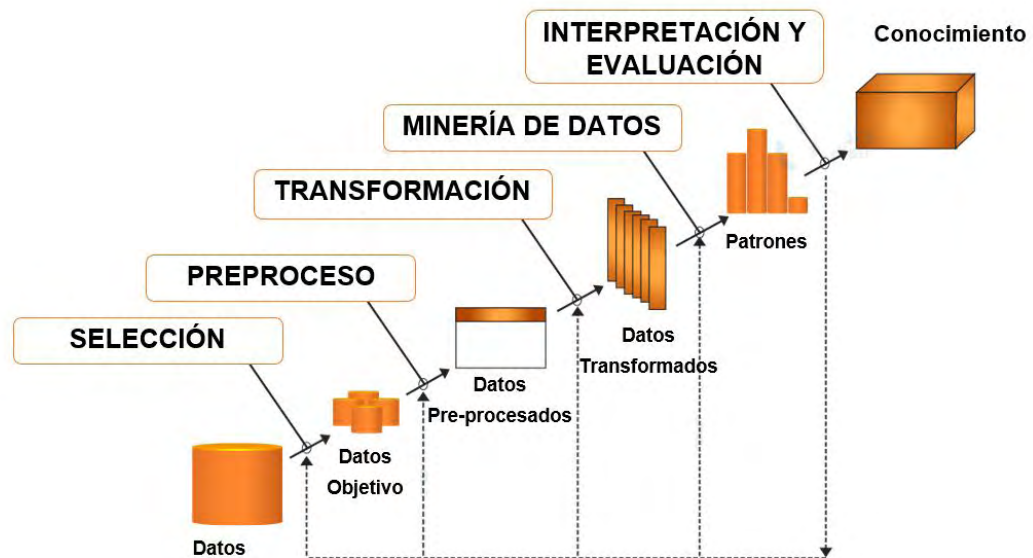 INTERPRETACIÓN Y
EVALUACIÓN
Conocimiento
MINERÍA DE DATOS
TRANSFORMACIÓN
Patrones
PREPROCESO
Datos
Transformados
SELECCIÓN
Datos
Pre-procesados
Datos
Objetivo
Datos